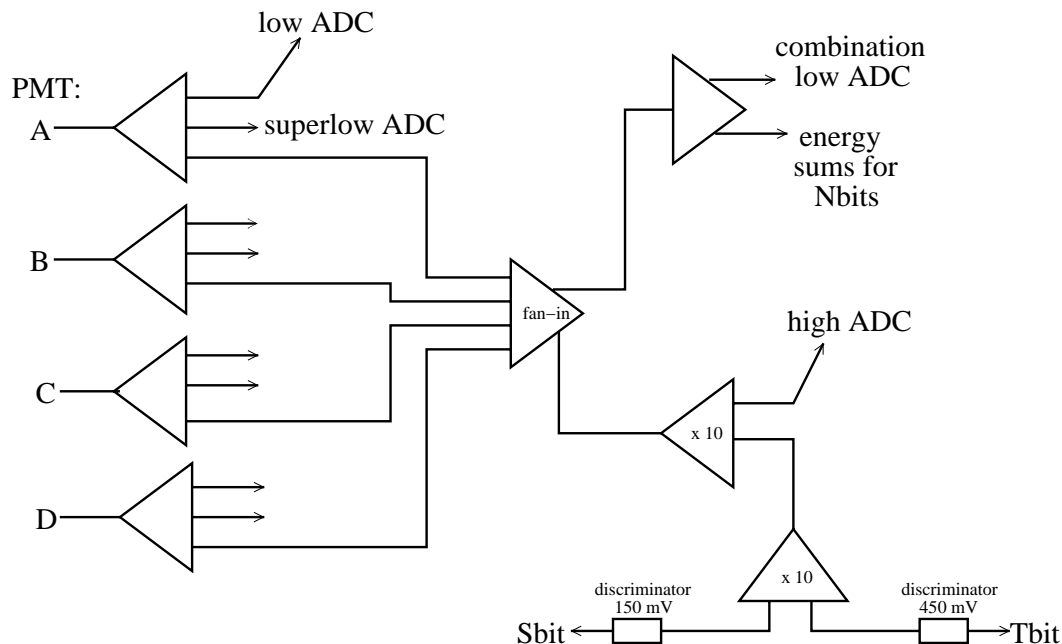 low ADC
PMT:
A
superlow ADC
B
C
D
fan−in
combination
low ADC
energy
sums for
Nbits
high ADC
x 10
x 10
discriminator
150 mV
discriminator
450 mV
Sbit
Tbit